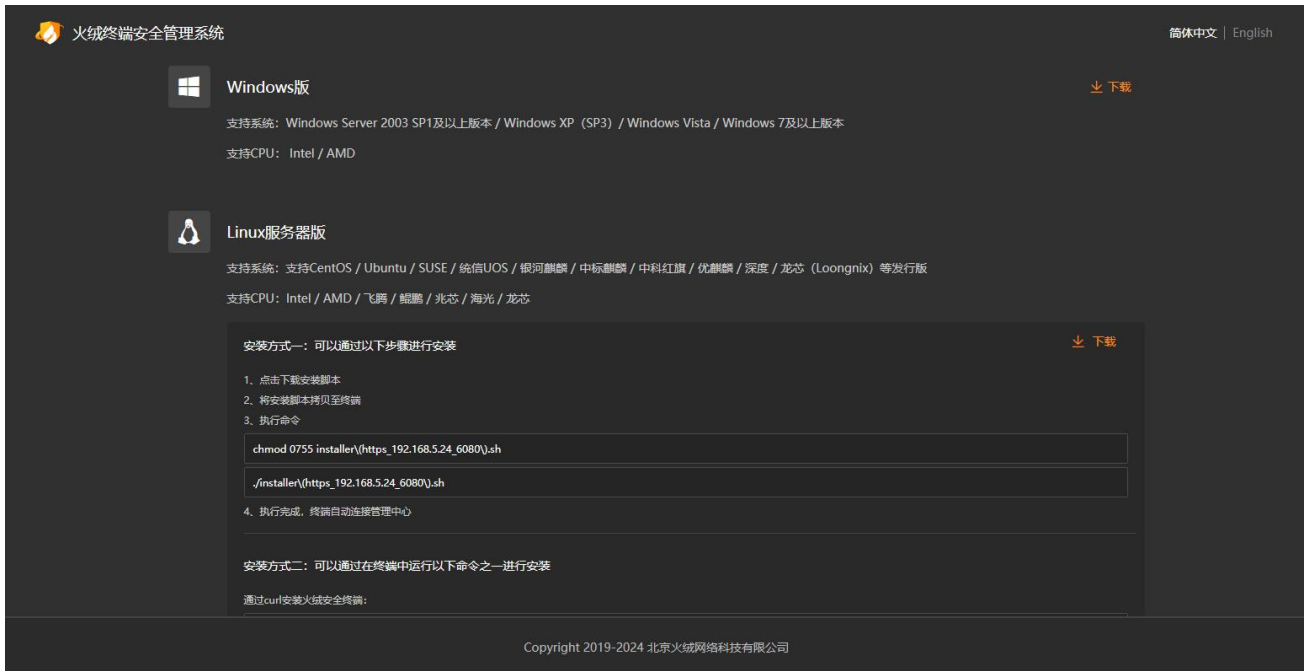 火绒终端安全管理系统
简体中文 | English
Windows版
下载
支持系统：Windows Server 2003 SP1及以上版本 / Windows XP（SP3）/ Windows Vista / Windows 7及以上版本
支持CPU： Intel / AMD
Linux服务器版
支持系统：支持CentOS / Ubuntu / SUSE / 统信UOS / 银河麒麟 / 中标麒麟 / 中科红旗 / 优麒麟 / 深度 / 龙芯（Loongnix）等发行版
支持CPU：Intel / AMD / 飞腾 / 鲲鹏 / 兆芯 / 海光 / 龙芯
安装方式一：可以通过以下步骤进行安装
下载
1、点击下载安装脚本
2、将安装脚本拷贝至终端
3、执行命令
chmod 0755 installer\(https_192.168.5.24_6080\).sh
./installer\(https_192.168.5.24_6080\).sh
4、执行完成，终端自动连接管理中心
安装方式二：可以通过在终端中运行以下命令之一进行安装
通过curl安装火绒安全终端：
Copyright 2019-2024 北京火绒网络科技有限公司